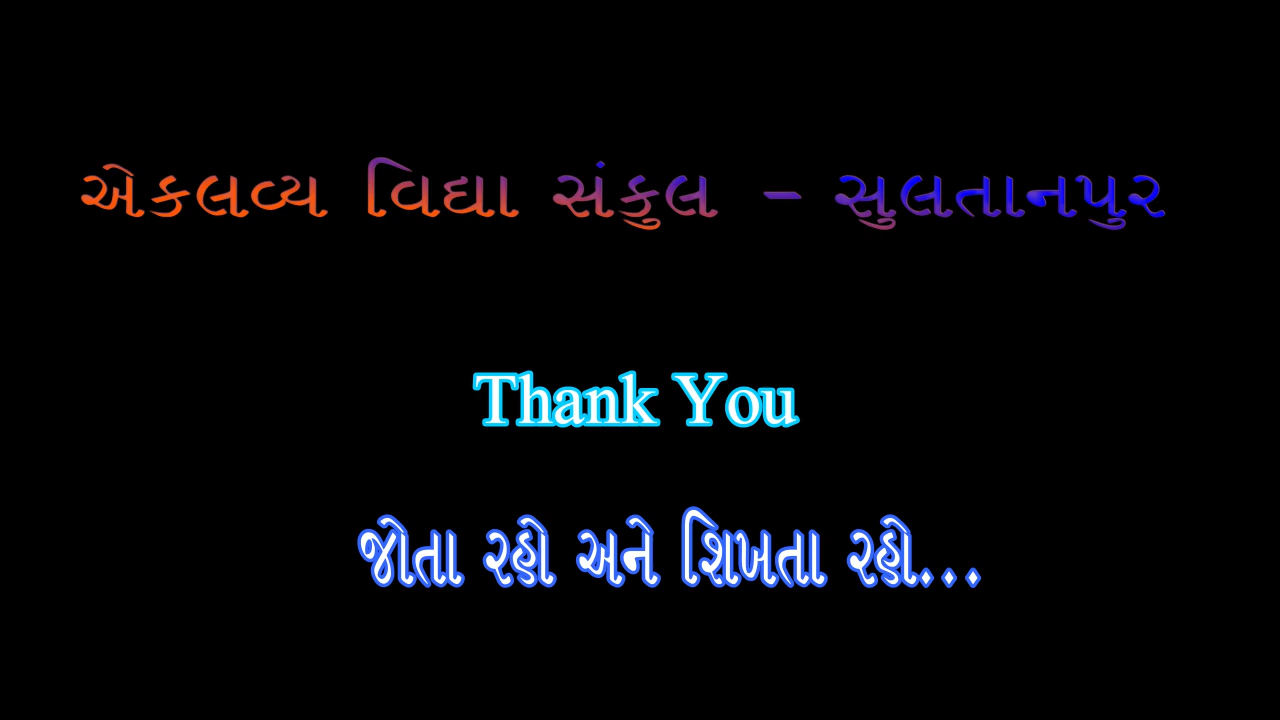 એકલવ્ય વિદ્યા સંકુલ - સુલતાનપુર
Thank You
જોતા રહો અને શિખતા રહો...